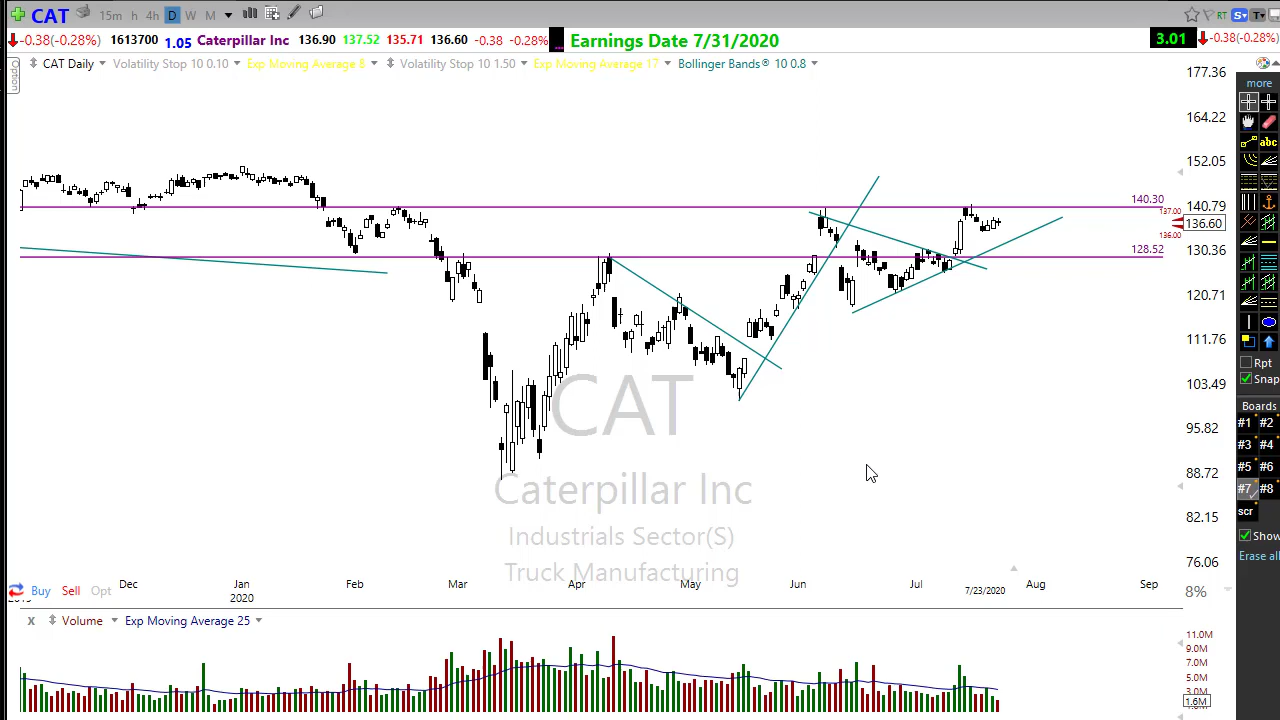 CAT 15m h 4h D W M RT S T
-0.38(-0.28%) 1613700 1.05 Caterpillar Inc 136.90 137.52 135.71 136.60 -0.38 -0.28% Earnings Date 7/31/2020 3.01 -0.38(-0.28%)
Option
CAT Daily Volatility Stop 10 0.10 Exp Moving Average 8 Volatility Stop 10 1.50 Exp Moving Average 17 Bollinger Bands® 10 0.8
177.36
more
164.22
abc
152.05
140.30
140.79
137.00
136.60
136.00
128.52
130.36
120.71
111.76
Rpt
Snap
103.49
Boards
CAT
#1 #2
95.82
#3 #4
88.72
#5 #6
Caterpillar Inc
#7 #8
scr
82.15
Industrials Sector(S)
Show
Erase all
76.06
Truck Manufacturing
Dec Jan Feb Mar Apr May Jun Jul Aug Sep
Buy Sell Opt
2020
7/23/2020
8%
x Volume Exp Moving Average 25
11.0M
9.0M
7.0M
5.0M
3.0M
1.6M